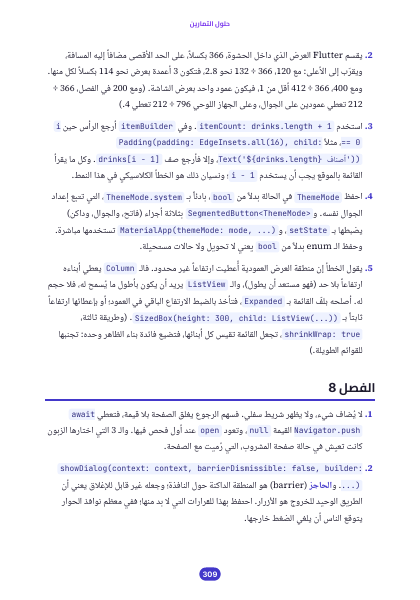 حلول التمارين
2. يقسم Flutter العرض الذي داخل الحشوة، 366 بكسلاً، على الحد الأقصى مضافاً إليه المسافة،
ويقرّب إلى الأعلى: مع 120، 366 ÷ 132 نحو 2.8، فتكون 3 أعمدة بعرض نحو 114 بكسلاً لكل منها.
ومع 400، 366 ÷ 412 أقل من 1، فيكون عمود واحد بعرض الشاشة. (ومع 200 في الفصل، 366 ÷
212 تعطي عمودين على الجوال، وعلى الجهاز اللوحي 796 ÷ 212 تعطي 4.)
3. استخدم itemCount: drinks.length + 1 . وفي itemBuilder أرجع الرأس حين i
== 0، مثلاً Padding(padding: EdgeInsets.all(16), child:
Text('${drinks.length} أصناف'))، وإلا فأرجع صف drinks[i - 1] . وكل ما يقرأ
القائمة بالموقع يجب أن يستخدم i - 1 ؛ ونسيان ذلك هو الخطأ الكلاسيكي في هذا النمط.
4. احفظ ThemeMode في الحالة بدلاً من bool ، بادئاً بـ ThemeMode.system ، التي تتبع إعداد
الجوال نفسه. و SegmentedButton<ThemeMode> بثلاثة أجزاء (فاتح، والجوال، وداكن)
يضبطها بـ setState ، و MaterialApp(themeMode: mode, ...) تستخدمها مباشرة.
وحفظ الـ enum بدلاً من bool يعني لا تحويل ولا حالات مستحيلة.
5. يقول الخطأ إن منطقة العرض العمودية أُعطيت ارتفاعاً غير محدود. فالـ Column يعطي أبناءه
ارتفاعاً بلا حد (فهو مستعد أن يطول)، والـ ListView يريد أن يكون بأطول ما يُسمح له، فلا حجم
له. أصلحه بلفّ القائمة بـ Expanded ، فتأخذ بالضبط الارتفاع الباقي في العمود؛ أو بإعطائها ارتفاعاً
ثابتاً بـ SizedBox(height: 300, child: ListView(...)) . (وطريقة ثالثة،
shrinkWrap: true ، تجعل القائمة تقيس كل أبنائها، فتضيع فائدة بناء الظاهر وحده: تجنبها
للقوائم الطويلة.)
الفصل 8
1. لا يُضاف شيء، ولا يظهر شريط سفلي. فسهم الرجوع يغلق الصفحة بلا قيمة، فتعطي await
Navigator.push القيمة null ، وتعود open عند أول فحص فيها. والـ 3 التي اختارها الزبون
كانت تعيش في حالة صفحة المشروب، التي رُميت مع الصفحة.
2. showDialog(context: context, barrierDismissible: false, builder:
...). والحاجز (barrier) هو المنطقة الداكنة حول النافذة؛ وجعله غير قابل للإغلاق يعني أن
الطريق الوحيد للخروج هو الأزرار. احتفظ بهذا للقرارات التي لا بد منها؛ ففي معظم نوافذ الحوار
يتوقع الناس أن يلغي الضغط خارجها.
309